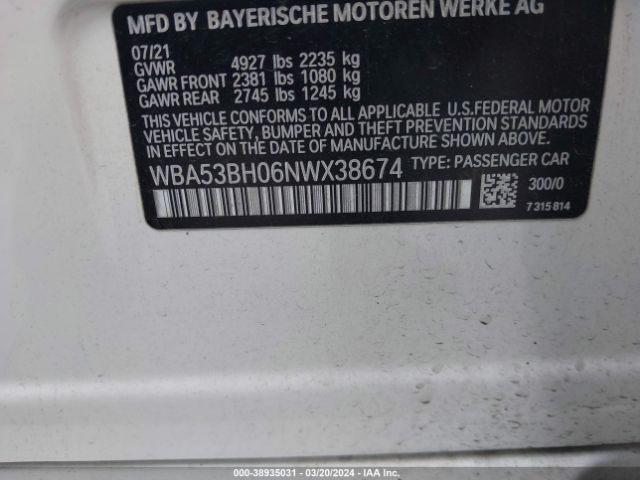 MFD BY BAYERISCHE MOTOREN WERKE AG
07/21
GVWR 4927 lbs 2235 kg
GAWR FRONT 2381 lbs 1080 kg
GAWR REAR 2745 lbs 1245 kg
THIS VEHICLE CONFORMS TO ALL APPLICABLE U.S.FEDERAL MOTOR
VEHICLE SAFETY, BUMPER AND THEFT PREVENTION STANDARDS IN
EFFECT ON THE DATE OF MANUFACTURE SHOWN ABOVE.
WBA53BH06NWX38674 TYPE: PASSENGER CAR
300/0
7 315 814
000-38935031 — 03/20/2024 — IAA Inc.